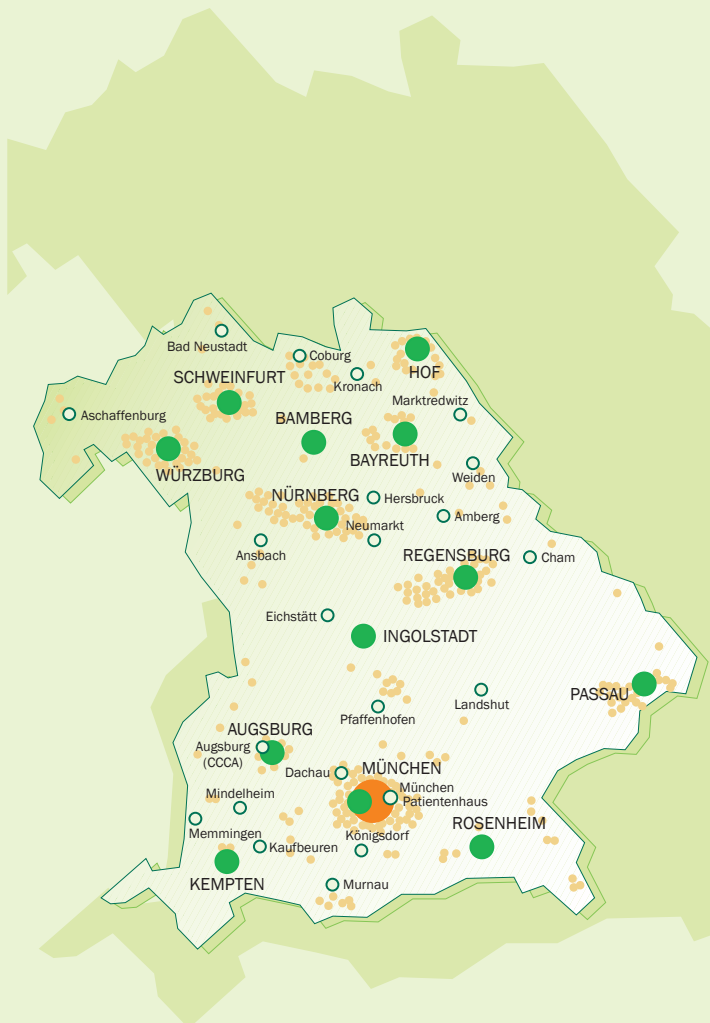 Bad Neustadt
Coburg
SCHWEINFURT
Kronach
HOF
Marktredwitz
Aschaffenburg
BAMBERG
BAYREUTH
WÜRZBURG
Weiden
NÜRNBERG
Hersbruck
Neumarkt
Amberg
Ansbach
REGENSBURG
Cham
Eichstätt
INGOLSTADT
PASSAU
Landshut
Pfaffenhofen
AUGSBURG
Augsburg
(CCCA)
Dachau
MÜNCHEN
München
Patientenhaus
Mindelheim
Memmingen
Königsdorf
ROSENHEIM
Kaufbeuren
KEMPTEN
Murnau